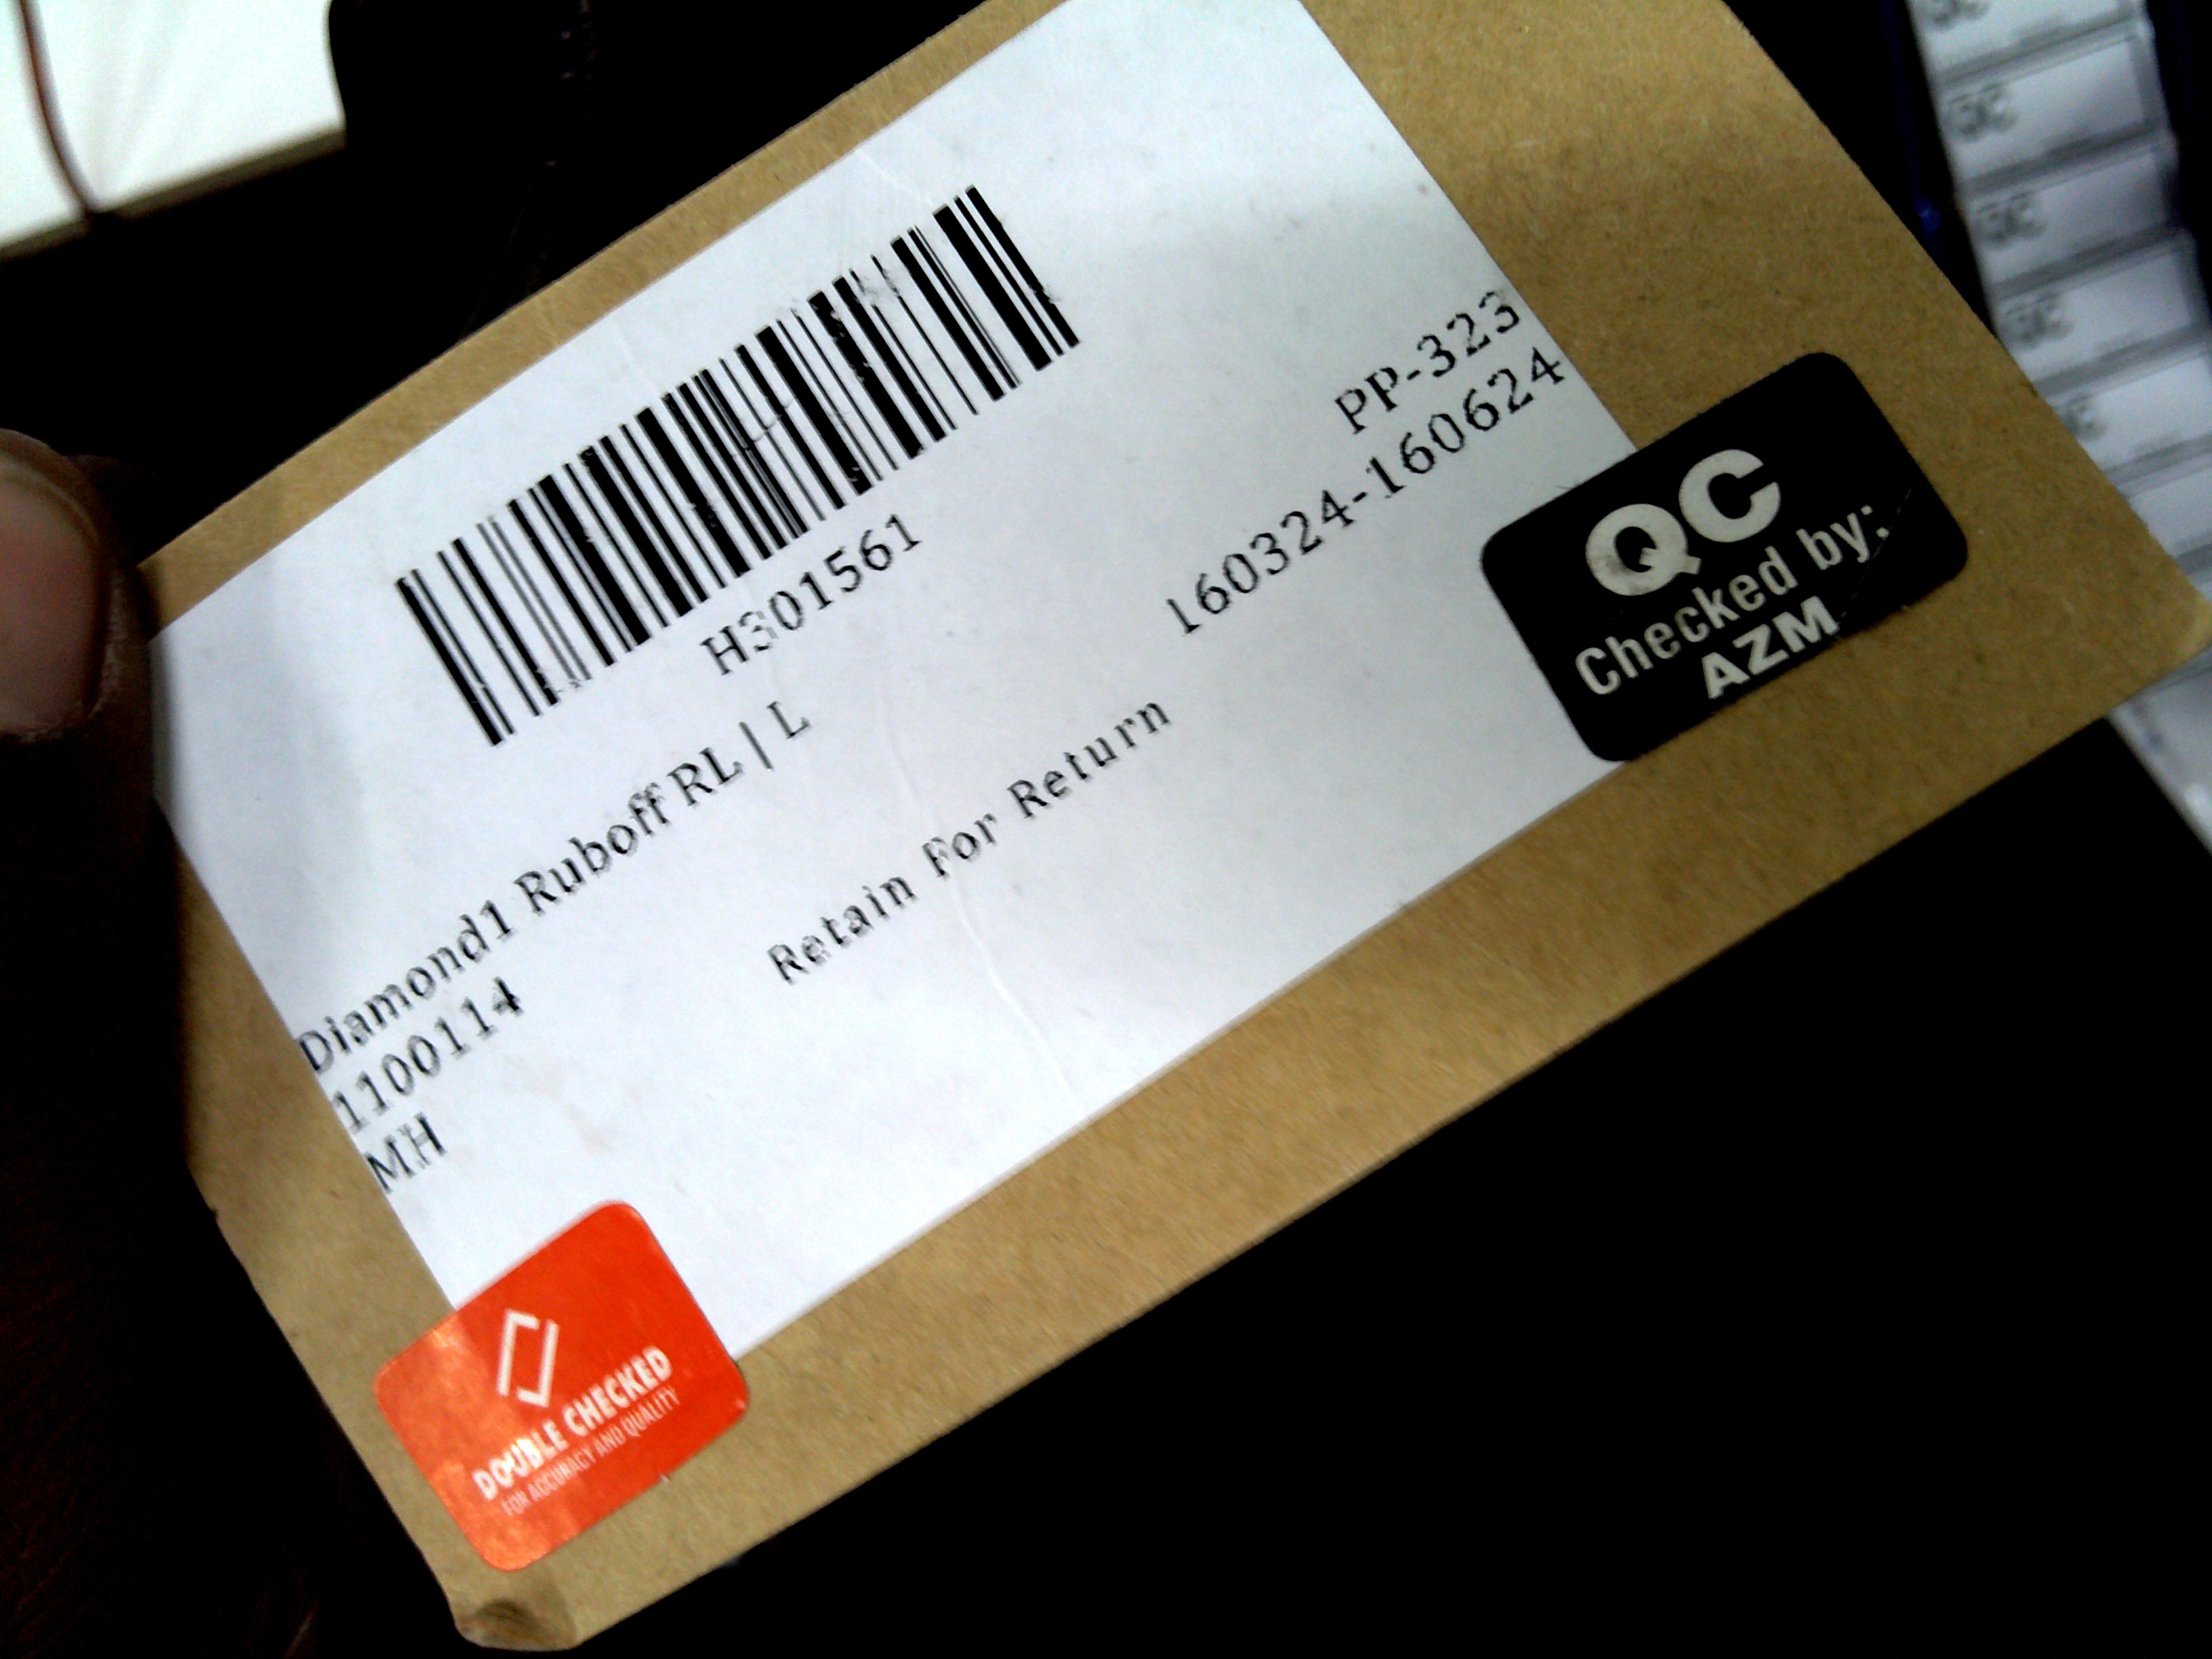 H301561
PP-323
160324-160624
Diamond1 Ruboff RL | L
1100114
MH
Retain For Return
QC
Checked by:
AZM
DOUBLE CHECKED
FOR ACCURACY AND QUALITY